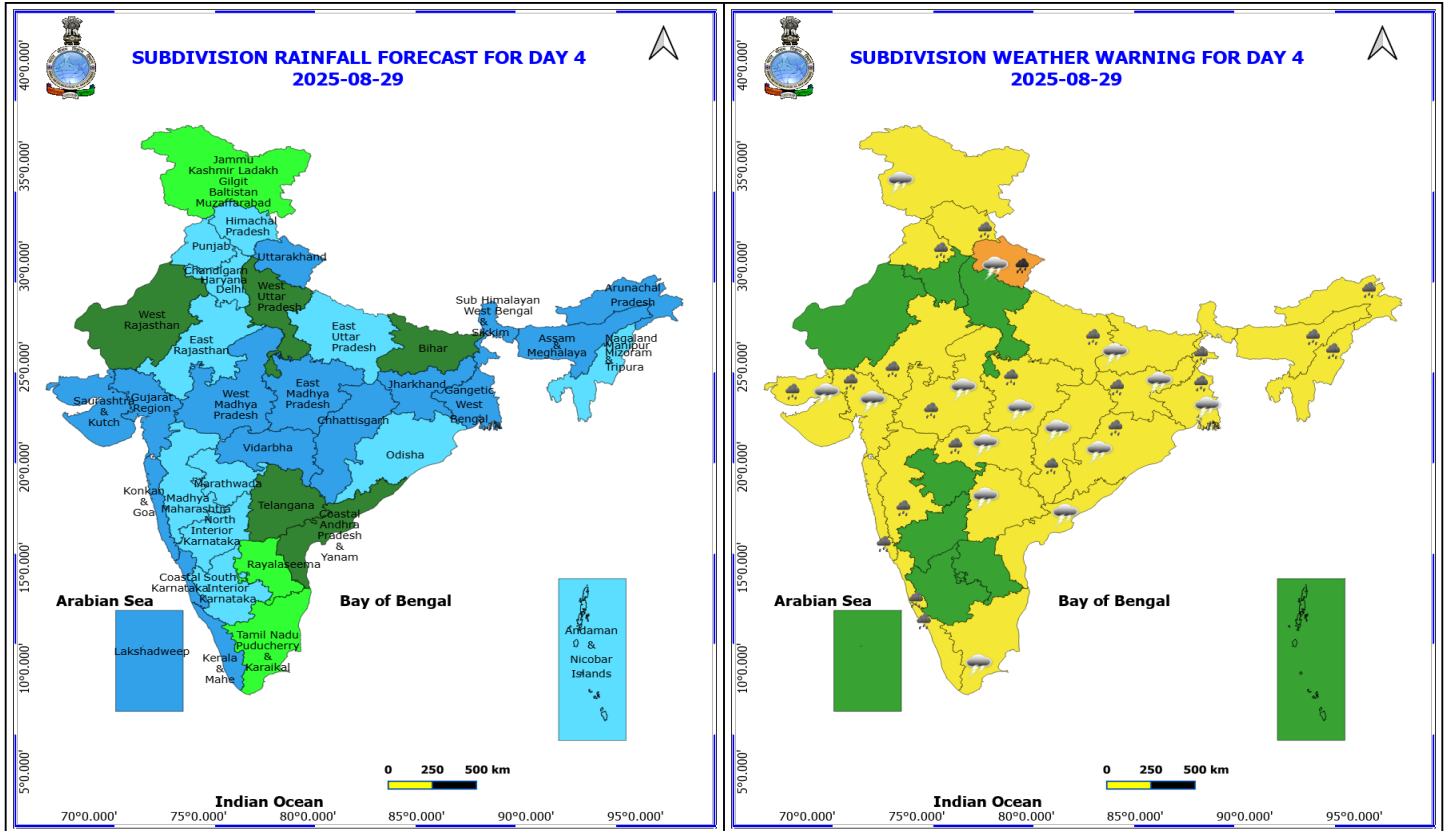 SUBDIVISION RAINFALL FORECAST FOR DAY 4
2025-08-29
40°0.000'
35°0.000'
30°0.000'
25°0.000'
20°0.000'
15°0.000'
10°0.000'
5°0.000'
Jammu
Kashmir Ladakh
Gilgit
Baltistan
Muzaffarabad
Himachal
Pradesh
Punjab
Uttarakhand
Chandigarh
Haryana
Delhi
West
Uttar
Pradesh
West
Rajasthan
East
Rajasthan
East
Uttar
Pradesh
Bihar
Sub Himalayan
West Bengal
&
Sikkim
Arunachal
Pradesh
Assam
&
Meghalaya
Nagaland
Manipur
Mizoram
&
Tripura
Saurashtra
&
Kutch
Gujarat
Region
West
Madhya
Pradesh
East
Madhya
Pradesh
Jharkhand
Gangetic
West
Bengal
Chhattisgarh
Vidarbha
Odisha
Konkan
&
Goa
Madhya
Maharashtra
Marathwada
Telangana
North
Interior
Karnataka
Coastal
Andhra
Pradesh
&
Yanam
Rayalaseema
Coastal
Karnataka
South
Interior
Karnataka
Arabian Sea
Bay of Bengal
Lakshadweep
Kerala
&
Mahe
Tamil Nadu
Puducherry
&
Karaikal
Andaman
&
Nicobar
Islands
0 250 500 km
Indian Ocean
70°0.000' 75°0.000' 80°0.000' 85°0.000' 90°0.000' 95°0.000'
SUBDIVISION WEATHER WARNING FOR DAY 4
2025-08-29
40°0.000'
35°0.000'
30°0.000'
25°0.000'
20°0.000'
15°0.000'
10°0.000'
5°0.000'
Arabian Sea
Bay of Bengal
0 250 500 km
Indian Ocean
70°0.000' 75°0.000' 80°0.000' 85°0.000' 90°0.000' 95°0.000'